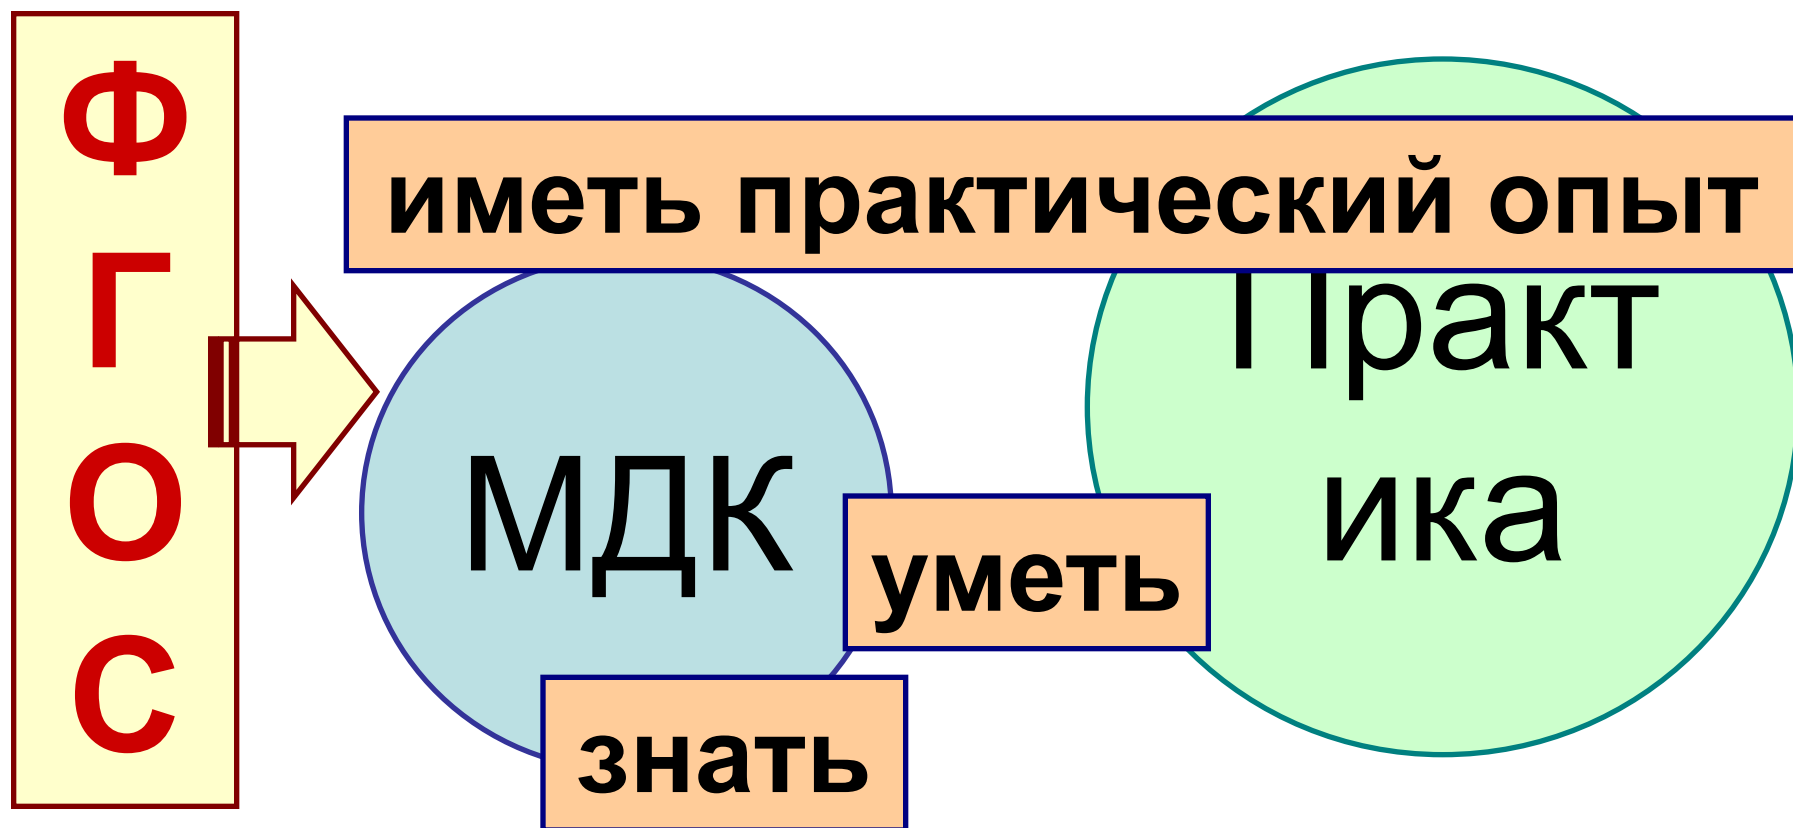 Ф
Г
О
С
иметь практический опыт
Практ
ика
МДК
уметь
знать